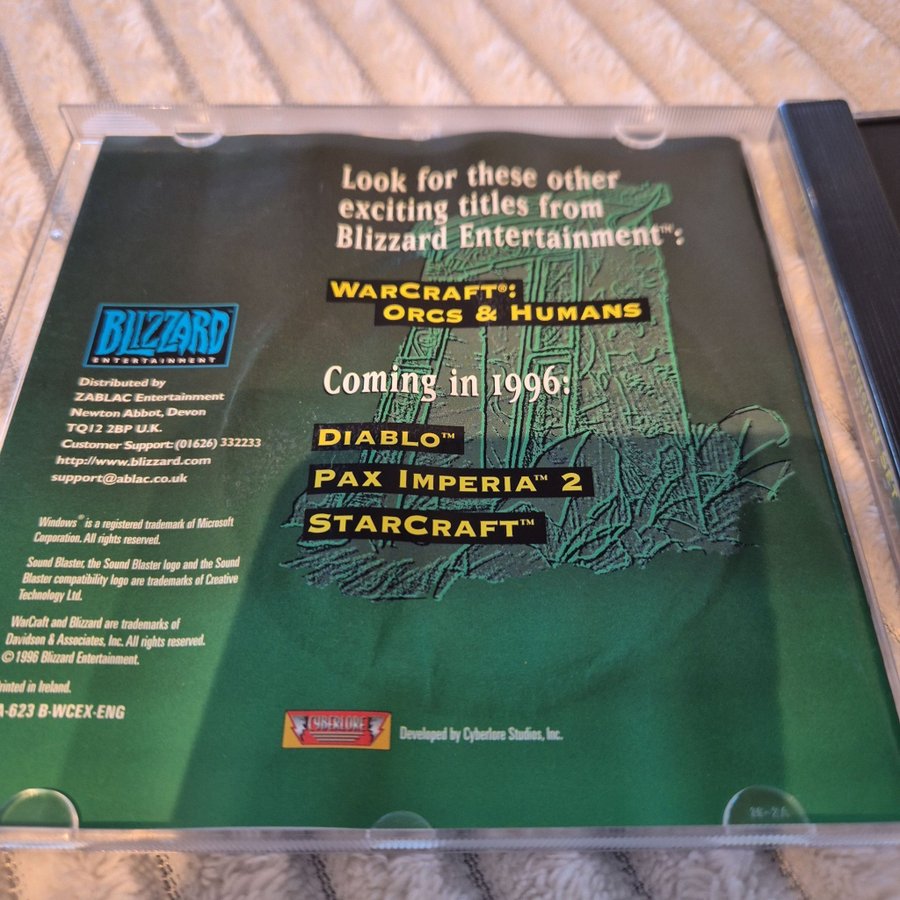 Look for these other
exciting titles from
Blizzard Entertainment™:
WARCRAFT®:
ORCS & HUMANS
Coming in 1996:
DIABLO™
PAX IMPERIA™ 2
STARCRAFT™
BLIZZARD
ENTERTAINMENT
Distributed by
ZABLAC Entertainment
Newton Abbot, Devon
TQ12 2BP U.K.
Customer Support: (01626) 332233
http://www.blizzard.com
support@ablac.co.uk
Windows® is a registered trademark of Microsoft
Corporation. All rights reserved.
Sound Blaster, the Sound Blaster logo and the Sound
Blaster compatibility logo are trademarks of Creative
Technology Ltd.
WarCraft and Blizzard are trademarks of
Davidson & Associates, Inc. All rights reserved.
©1996 Blizzard Entertainment.
Printed in Ireland.
A-623 B-WCEX-ENG
CYBERLORE
Developed by Cyberlore Studios, Inc.